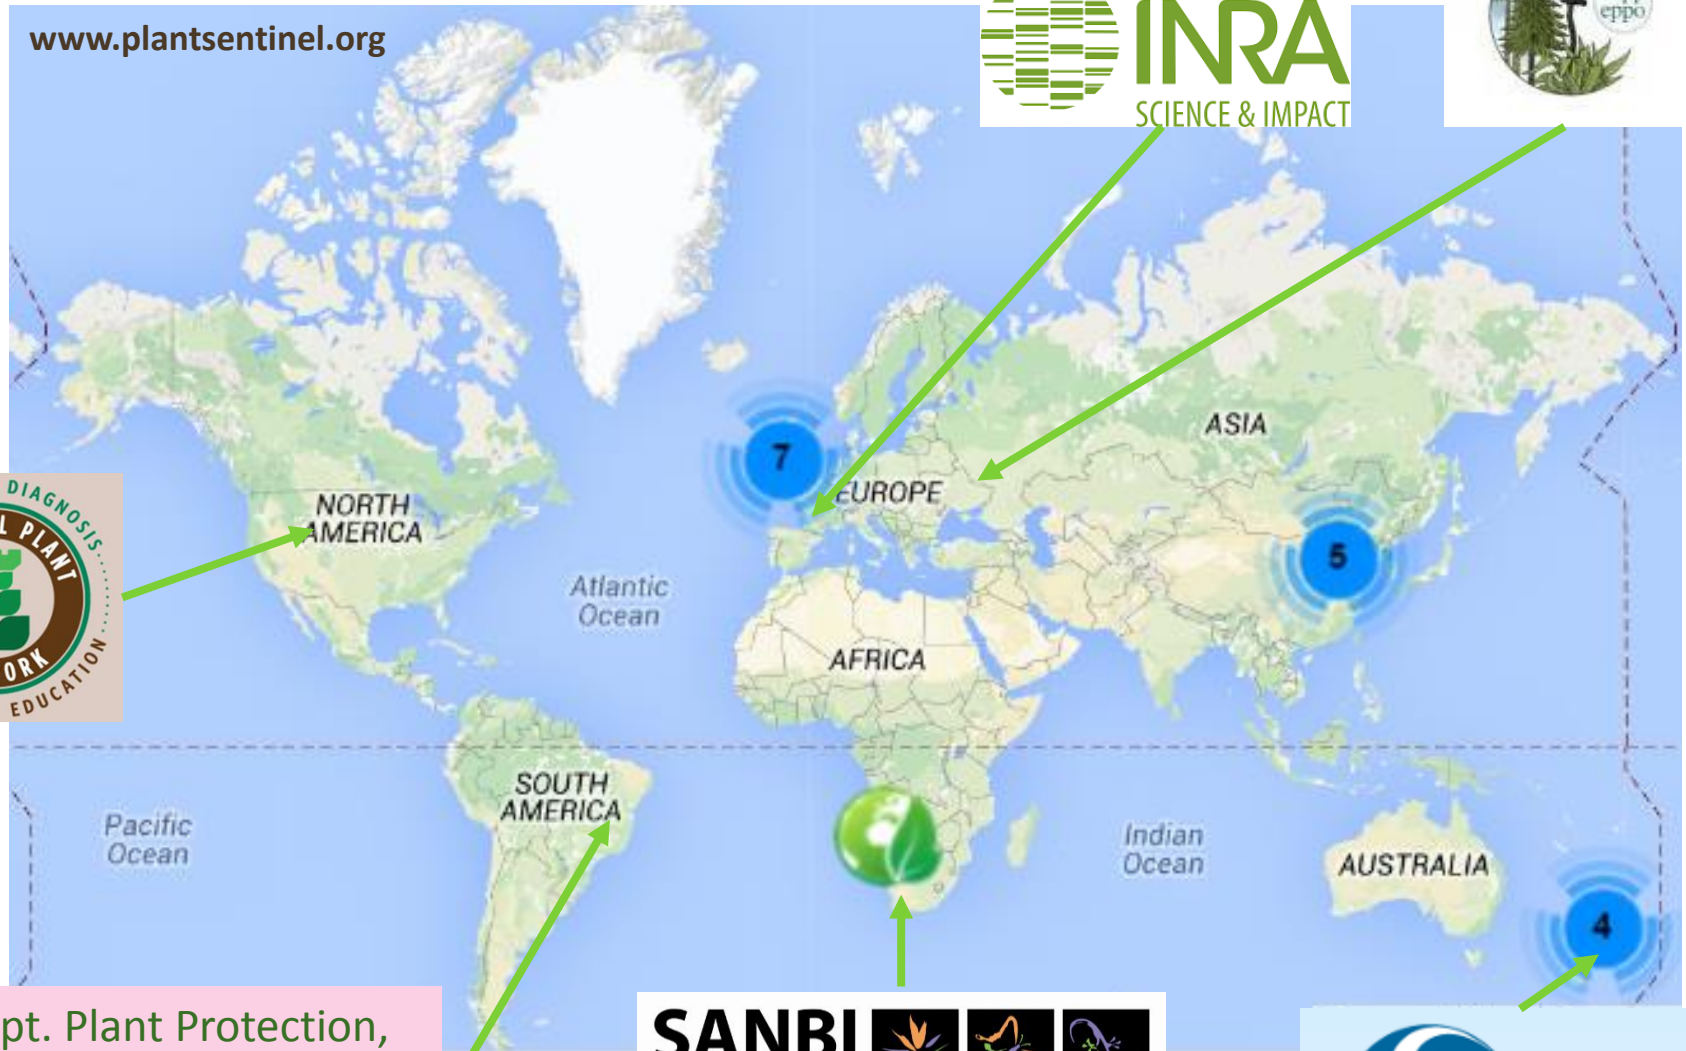 www.plantsentinel.org
INRA
SCIENCE & IMPACT
eppo
ASIA
7
EUROPE
NORTH
AMERICA
DIAGNOSIS
PLANT
EDUCATION
5
Atlantic
Ocean
AFRICA
SOUTH
AMERICA
Pacific
Ocean
Indian
Ocean
AUSTRALIA
4
pt. Plant Protection,
SANBI